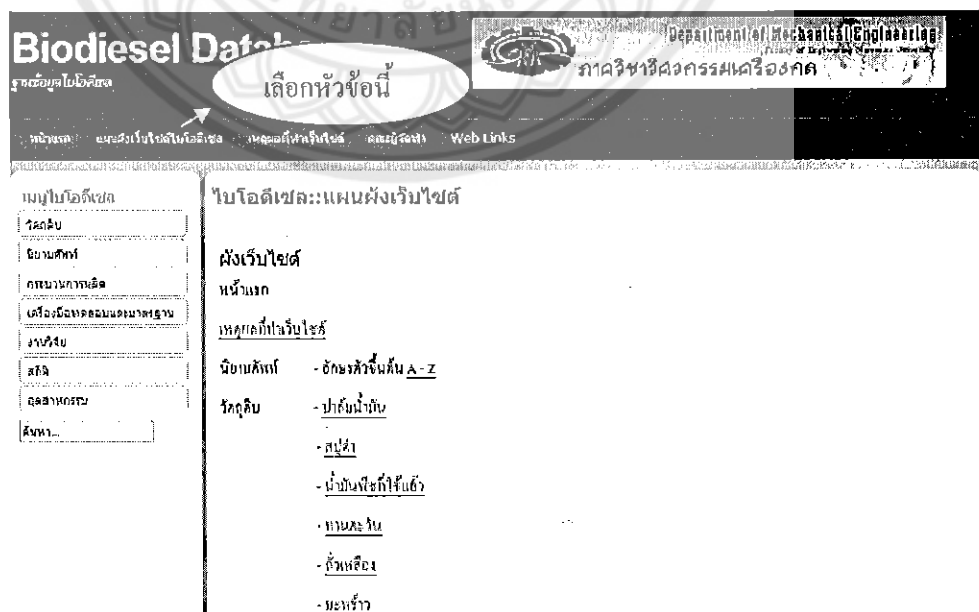 Biodiesel
ฐานข้อมูลไบโอดีเซล
เลือกหัวข้อนี้
Department of Mechanical Engineering
ภาควิชาวิศวกรรมเครื่องกล
หน้าแรก แผนผังเว็บไซต์ไบโอดีเซล เหตุผลที่ทำเว็บไซต์ คณะผู้จัดทำ Web Links
เมนูไบโอดีเซล
วัตถุดิบ
นิยามศัพท์
กระบวนการผลิต
เครื่องมือทดสอบและมาตรฐาน
งานวิจัย
สถิติ
อุตสาหกรรม
ค้นหา...
ไบโอดีเซล::แผนผังเว็บไซต์
ผังเว็บไซต์
หน้าแรก
เหตุผลที่ทำเว็บไซต์
นิยามศัพท์ - อักษรตัวขึ้นต้น A - Z
วัตถุดิบ - ปาล์มน้ำมัน
- สบู่ดำ
- น้ำมันพืชที่ใช้แล้ว
- ทานตะวัน
- ถั่วเหลือง
- มะพร้าว